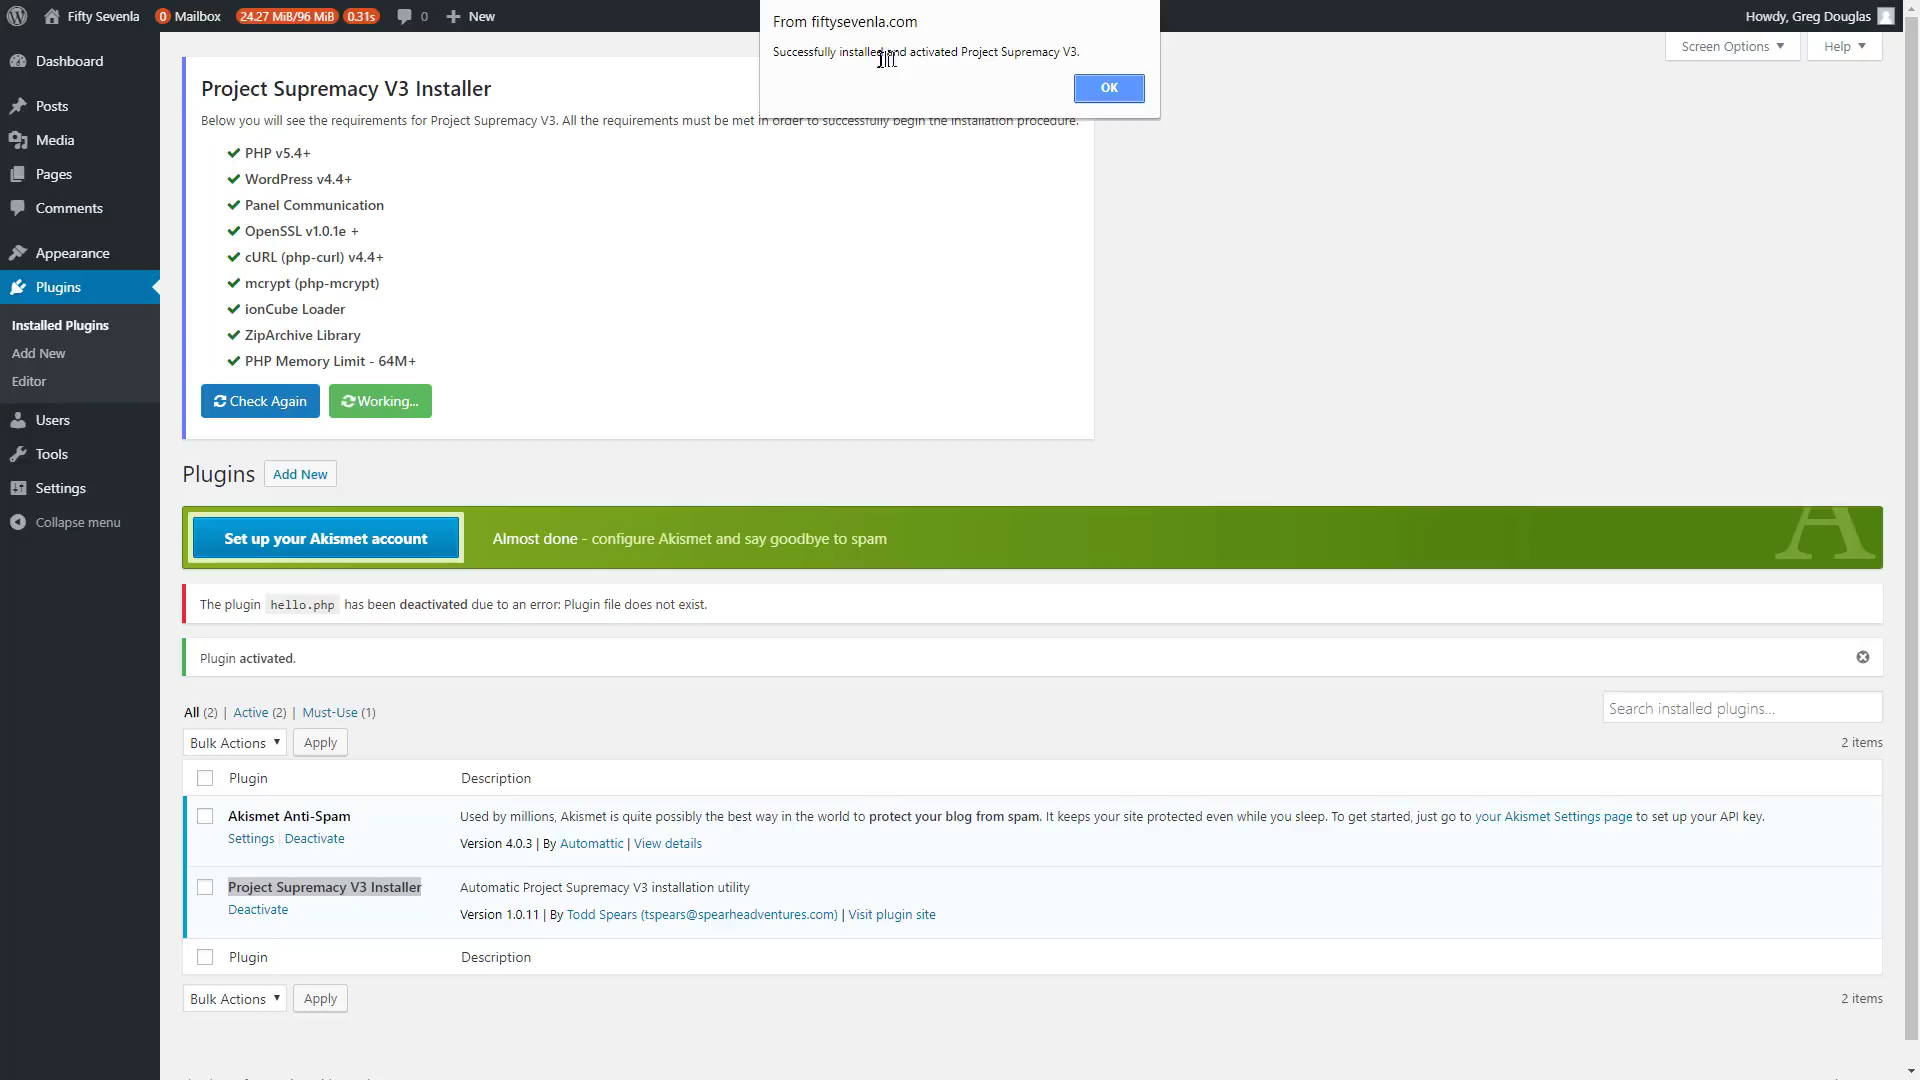 Fifty Sevenla
0 Mailbox
24.27 MiB/96 MiB
0.31s
0
New
Howdy, Greg Douglas
From fiftysevenla.com
Successfully installed and activated Project Supremacy V3.
OK
Screen Options
Help
Dashboard
Posts
Media
Pages
Comments
Appearance
Plugins
Installed Plugins
Add New
Editor
Users
Tools
Settings
Collapse menu
Project Supremacy V3 Installer
Below you will see the requirements for Project Supremacy V3. All the requirements must be met in order to successfully begin the installation procedure.
PHP v5.4+
WordPress v4.4+
Panel Communication
OpenSSL v1.0.1e +
cURL (php-curl) v4.4+
mcrypt (php-mcrypt)
ionCube Loader
ZipArchive Library
PHP Memory Limit - 64M+
Check Again
Working...
Plugins
Add New
Set up your Akismet account
Almost done - configure Akismet and say goodbye to spam
A
The plugin hello.php has been deactivated due to an error: Plugin file does not exist.
Plugin activated.
All (2) | Active (2) | Must-Use (1)
Search installed plugins...
Bulk Actions
Apply
2 items
Plugin
Description
Akismet Anti-Spam
Used by millions, Akismet is quite possibly the best way in the world to protect your blog from spam. It keeps your site protected even while you sleep. To get started, just go to your Akismet Settings page to set up your API key.
Settings | Deactivate
Version 4.0.3 | By Automattic | View details
Project Supremacy V3 Installer
Automatic Project Supremacy V3 installation utility
Deactivate
Version 1.0.11 | By Todd Spears (tspears@spearheadventures.com) | Visit plugin site
Plugin
Description
Bulk Actions
Apply
2 items